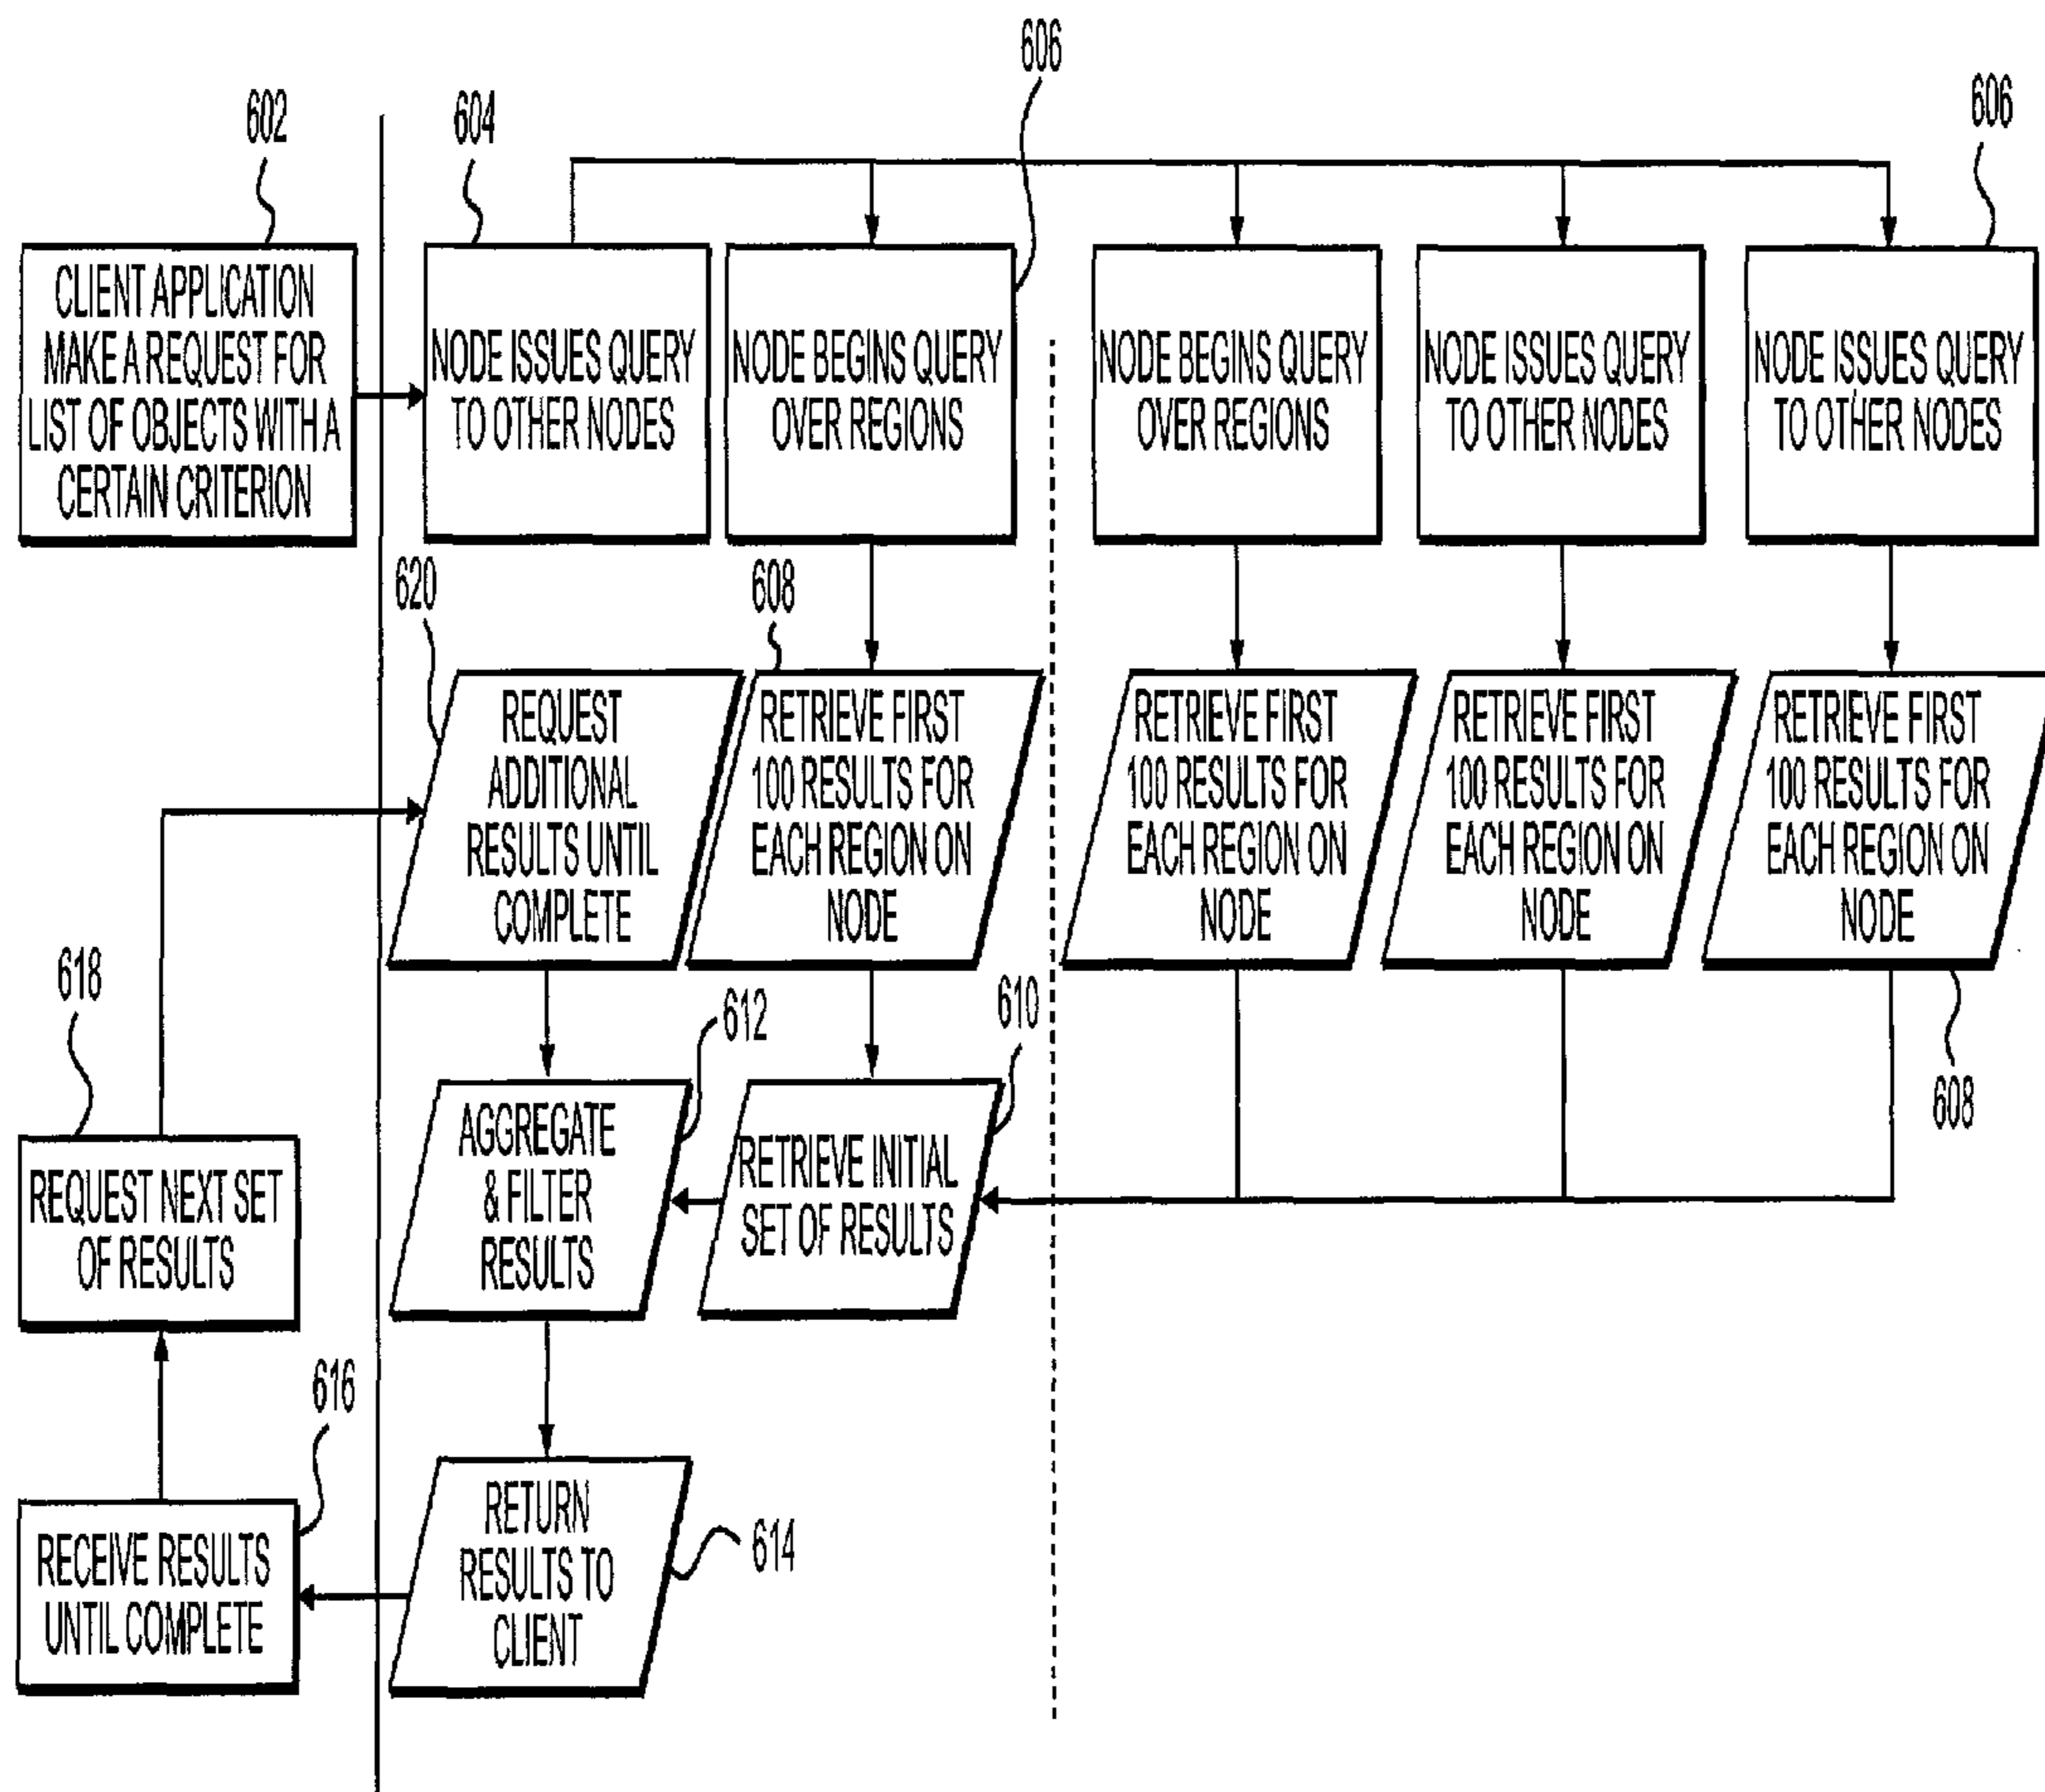 606
602
604
606
CLIENT APPLICATION
MAKE A REQUEST FOR
LIST OF OBJECTS WITH A
CERTAIN CRITERION
NODE ISSUES QUERY
TO OTHER NODES
NODE BEGINS QUERY
OVER REGIONS
NODE BEGINS QUERY
OVER REGIONS
NODE ISSUES QUERY
TO OTHER NODES
NODE ISSUES QUERY
TO OTHER NODES
620
608
REQUEST
ADDITIONAL
RESULTS UNTIL
COMPLETE
RETRIEVE FIRST
100 RESULTS FOR
EACH REGION ON
NODE
RETRIEVE FIRST
100 RESULTS FOR
EACH REGION ON
NODE
RETRIEVE FIRST
100 RESULTS FOR
EACH REGION ON
NODE
RETRIEVE FIRST
100 RESULTS FOR
EACH REGION ON
NODE
618
612
610
608
REQUEST NEXT SET
OF RESULTS
AGGREGATE
& FILTER
RESULTS
RETRIEVE INITIAL
SET OF RESULTS
616
RECEIVE RESULTS
UNTIL COMPLETE
RETURN
RESULTS TO
CLIENT
614